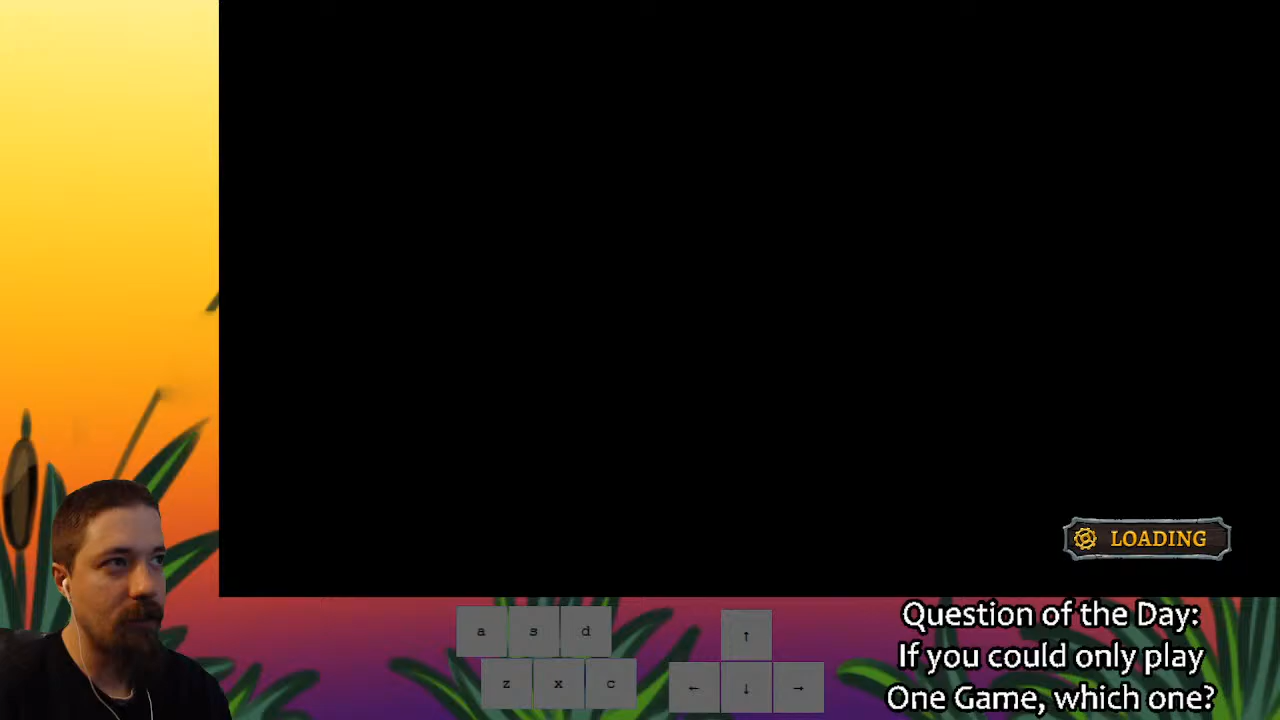 LOADING
Question of the Day:
If you could only play
One Game, which one?
a s d ↑
z x c ← ↓ →